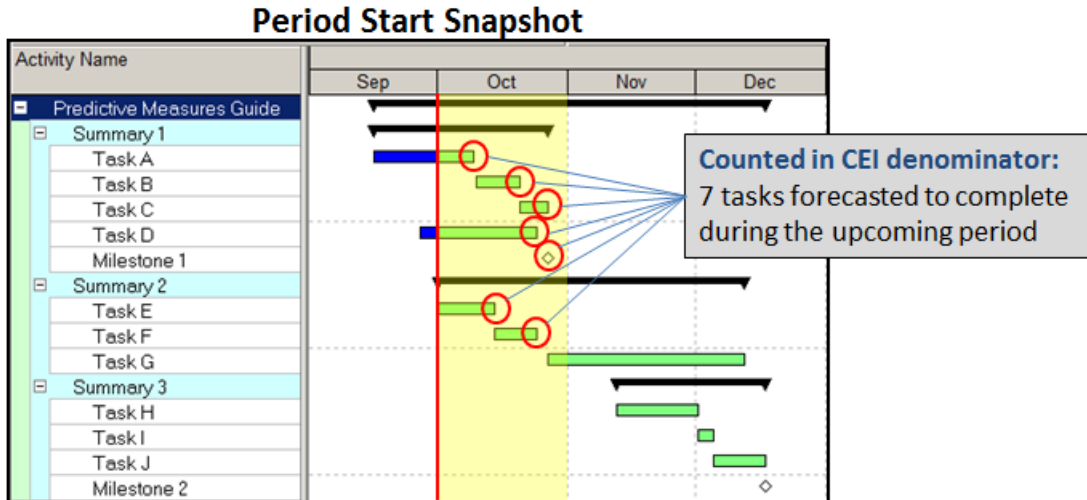 Period Start Snapshot
Activity Name
Sep Oct Nov Dec
Predictive Measures Guide
Summary 1
Task A
Task B
Task C
Task D
Milestone 1
Summary 2
Task E
Task F
Task G
Summary 3
Task H
Task I
Task J
Milestone 2
Counted in CEI denominator:
7 tasks forecasted to complete
during the upcoming period